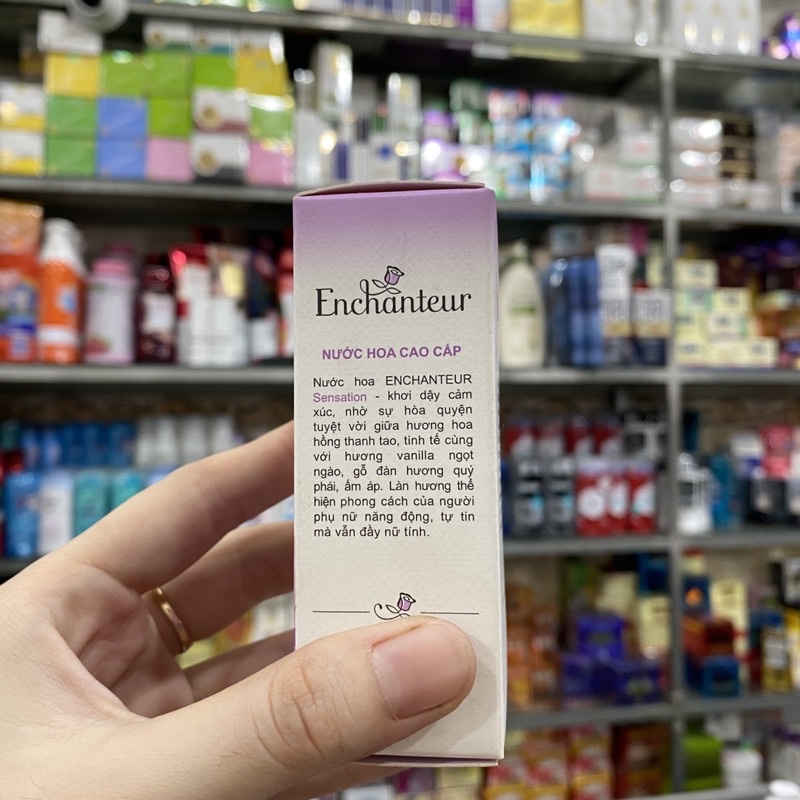 Enchanteur
NƯỚC HOA CAO CẤP
Nước hoa ENCHANTEUR
Sensation - khơi dậy cảm
xúc, nhờ sự hòa quyện
tuyệt vời giữa hương hoa
hồng thanh tao, tinh tế cùng
với hương vanilla ngọt
ngào, gỗ đàn hương quý
phái, ấm áp. Làn hương thể
hiện phong cách của người
phụ nữ năng động, tự tin
mà vẫn đầy nữ tính.